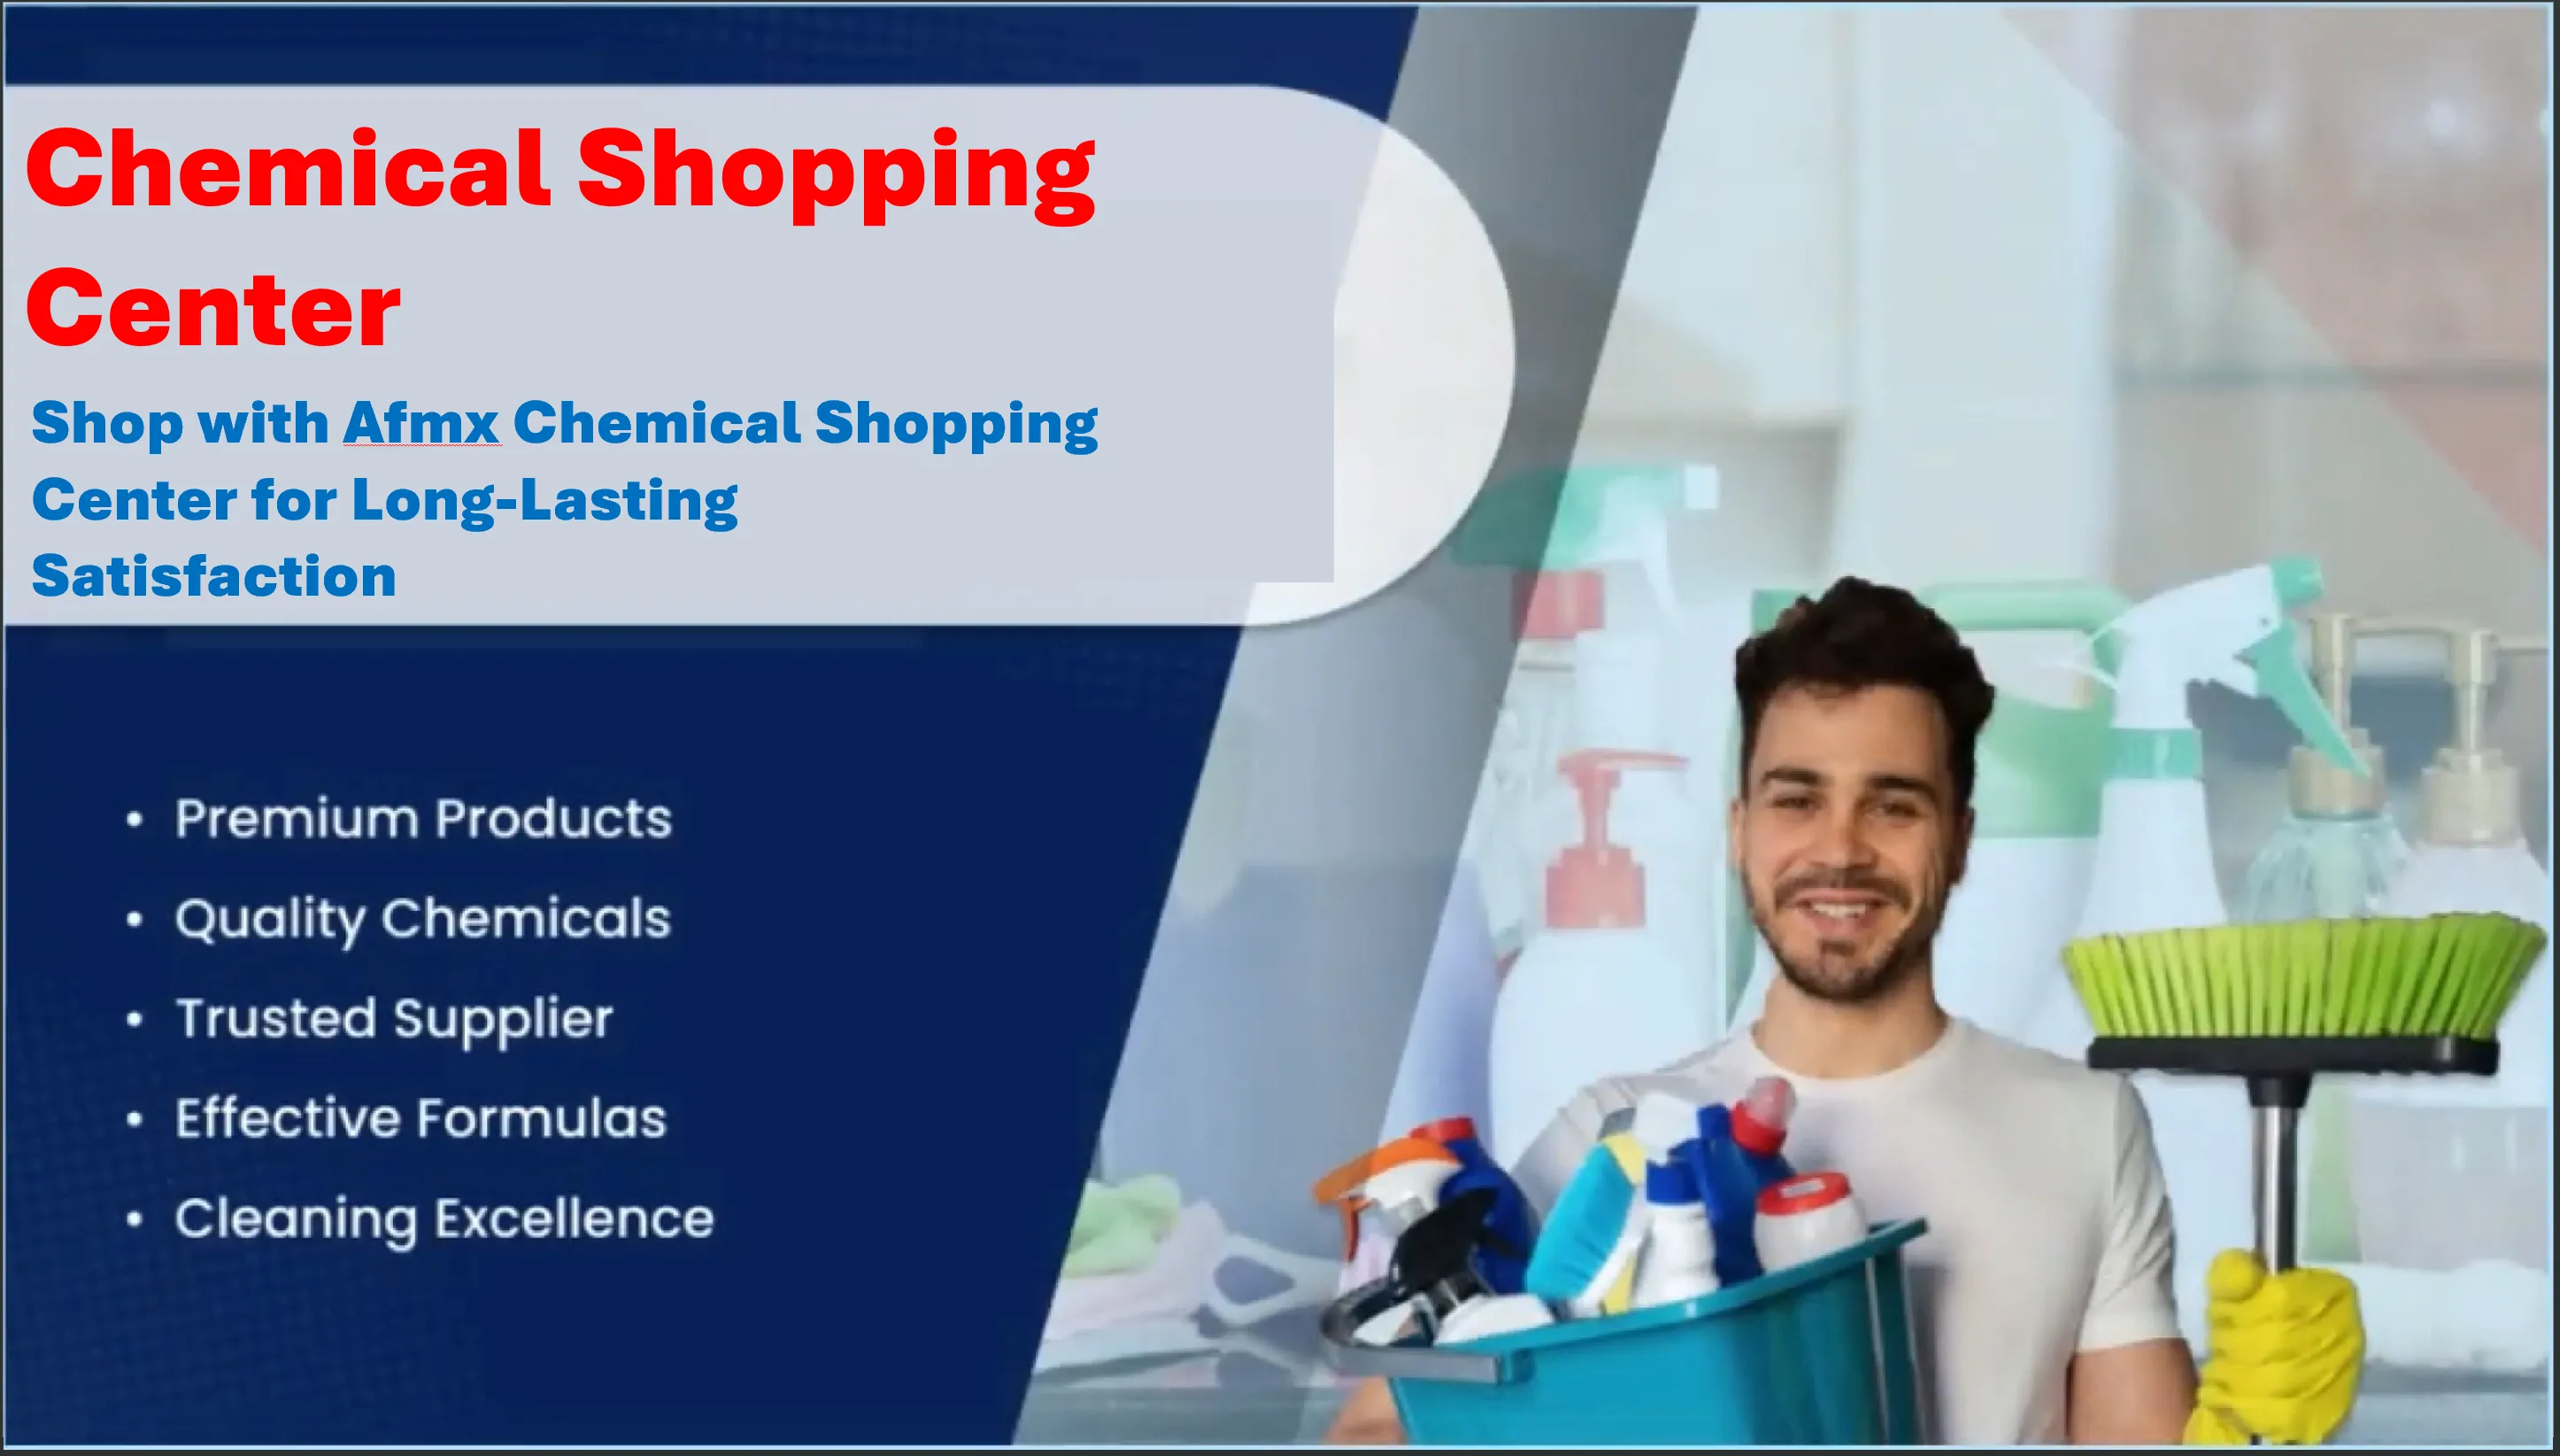 Chemical Shopping
Center
Shop with Afmx Chemical Shopping
Center for Long-Lasting
Satisfaction
• Premium Products
• Quality Chemicals
• Trusted Supplier
• Effective Formulas
• Cleaning Excellence